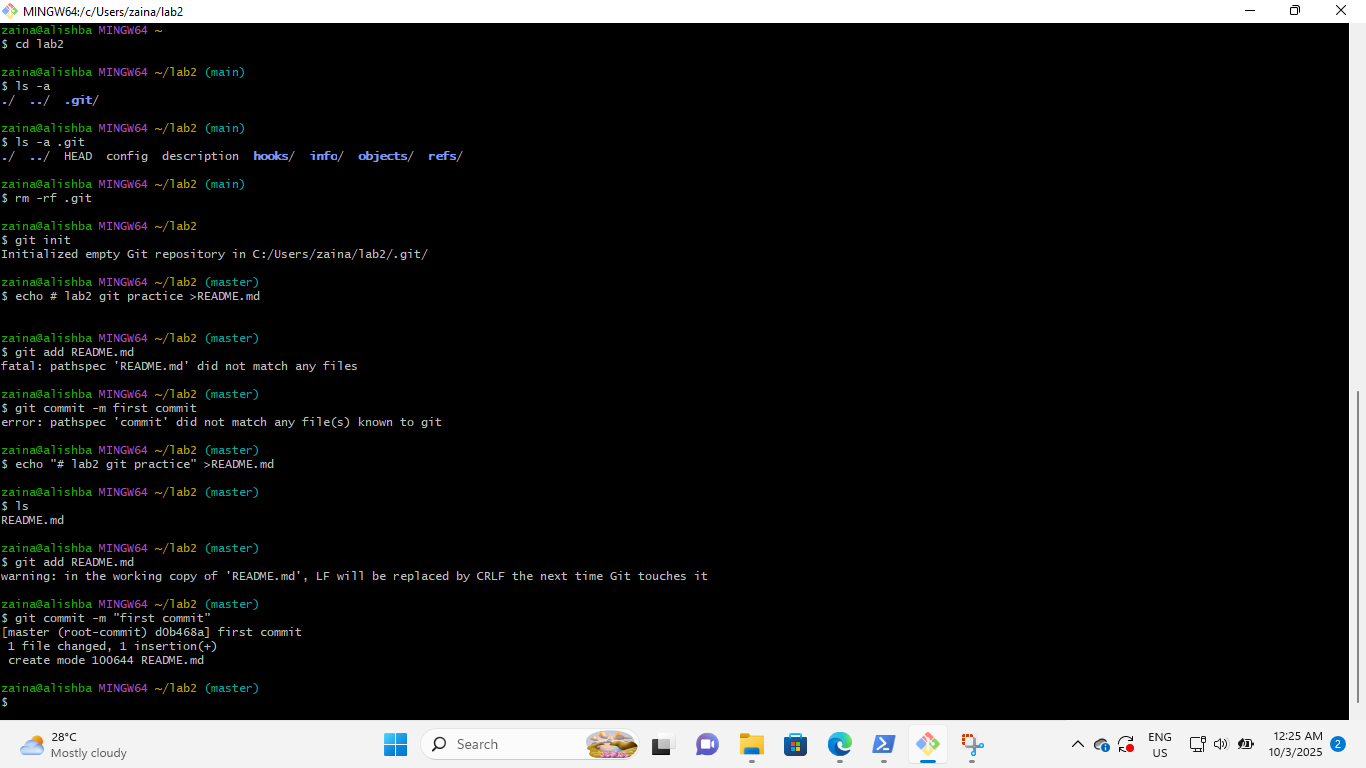 MINGW64:/c/Users/zaina/lab2
zaina@alishba MINGW64 ~
$ cd lab2
zaina@alishba MINGW64 ~/lab2 (main)
$ ls -a
./  ../  .git/
zaina@alishba MINGW64 ~/lab2 (main)
$ ls -a .git
./  ../  HEAD  config  description  hooks/  info/  objects/  refs/
zaina@alishba MINGW64 ~/lab2 (main)
$ rm -rf .git
zaina@alishba MINGW64 ~/lab2
$ git init
Initialized empty Git repository in C:/Users/zaina/lab2/.git/
zaina@alishba MINGW64 ~/lab2 (master)
$ echo # lab2 git practice >README.md
zaina@alishba MINGW64 ~/lab2 (master)
$ git add README.md
fatal: pathspec 'README.md' did not match any files
zaina@alishba MINGW64 ~/lab2 (master)
$ git commit -m first commit
error: pathspec 'commit' did not match any file(s) known to git
zaina@alishba MINGW64 ~/lab2 (master)
$ echo "# lab2 git practice" >README.md
zaina@alishba MINGW64 ~/lab2 (master)
$ ls
README.md
zaina@alishba MINGW64 ~/lab2 (master)
$ git add README.md
warning: in the working copy of 'README.md', LF will be replaced by CRLF the next time Git touches it
zaina@alishba MINGW64 ~/lab2 (master)
$ git commit -m "first commit"
[master (root-commit) d0b468a] first commit
 1 file changed, 1 insertion(+)
 create mode 100644 README.md
zaina@alishba MINGW64 ~/lab2 (master)
$
28°C
Mostly cloudy
Search
ENG
US
12:25 AM
10/3/2025
2